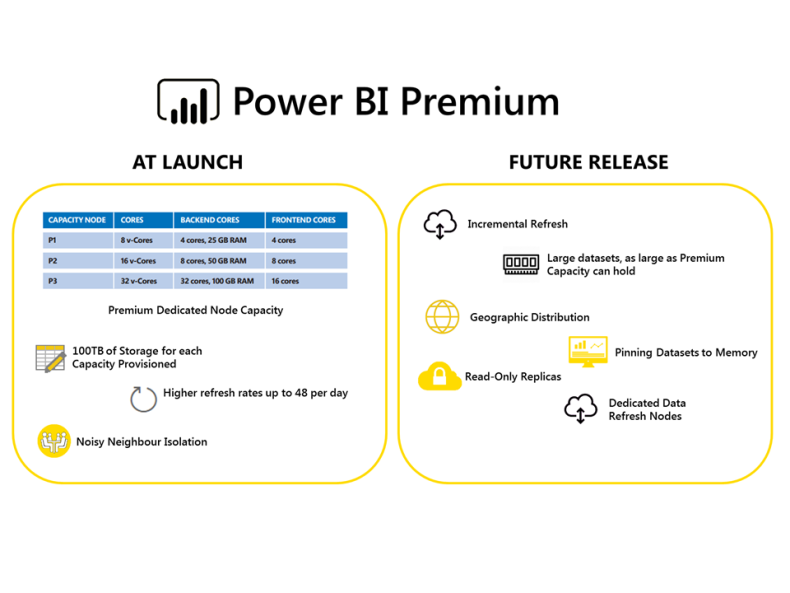 Power BI Premium
AT LAUNCH
CAPACITY NODE CORES BACKEND CORES FRONTEND CORES
P1 8 v-Cores 4 cores, 25 GB RAM 4 cores
P2 16 v-Cores 8 cores, 50 GB RAM 8 cores
P3 32 v-Cores 32 cores, 100 GB RAM 16 cores
Premium Dedicated Node Capacity
100TB of Storage for each
Capacity Provisioned
Higher refresh rates up to 48 per day
Noisy Neighbour Isolation
FUTURE RELEASE
Incremental Refresh
Large datasets, as large as Premium
Capacity can hold
Geographic Distribution
Pinning Datasets to Memory
Read-Only Replicas
Dedicated Data
Refresh Nodes